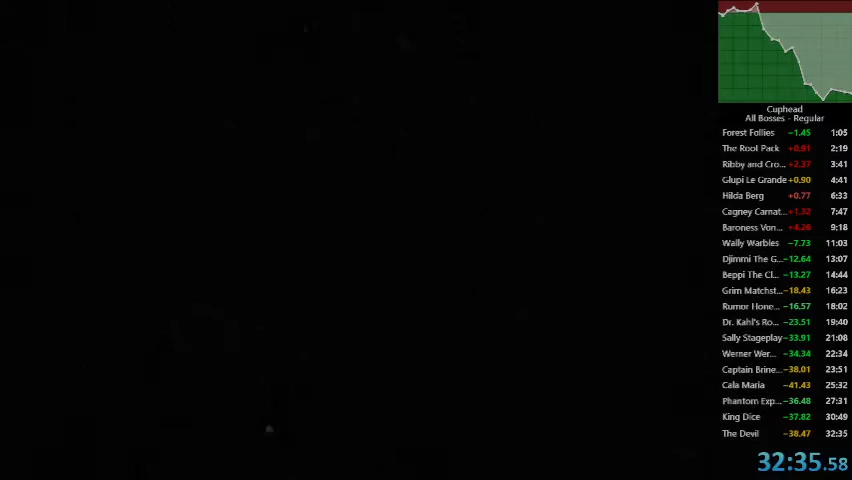 Cuphead
All Bosses - Regular
Forest Follies −1.45 1:05
The Root Pack +0.91 2:19
Ribby and Cro... +2.37 3:41
Glupi Le Grande +0.90 4:41
Hilda Berg +0.77 6:33
Cagney Carnat... +1.32 7:47
Baroness Von... +4.26 9:18
Wally Warbles −7.73 11:03
Djimmi The G... −12.64 13:07
Beppi The Cl... −13.27 14:44
Grim Matchst... −18.43 16:23
Rumor Hone... −16.57 18:02
Dr. Kahl's Ro... −23.51 19:40
Sally Stageplay −33.91 21:08
Werner Wer... −34.34 22:34
Captain Brine... −38.01 23:51
Cala Maria −41.43 25:32
Phantom Exp... −36.48 27:31
King Dice −37.82 30:49
The Devil −38.47 32:35
32:35.58